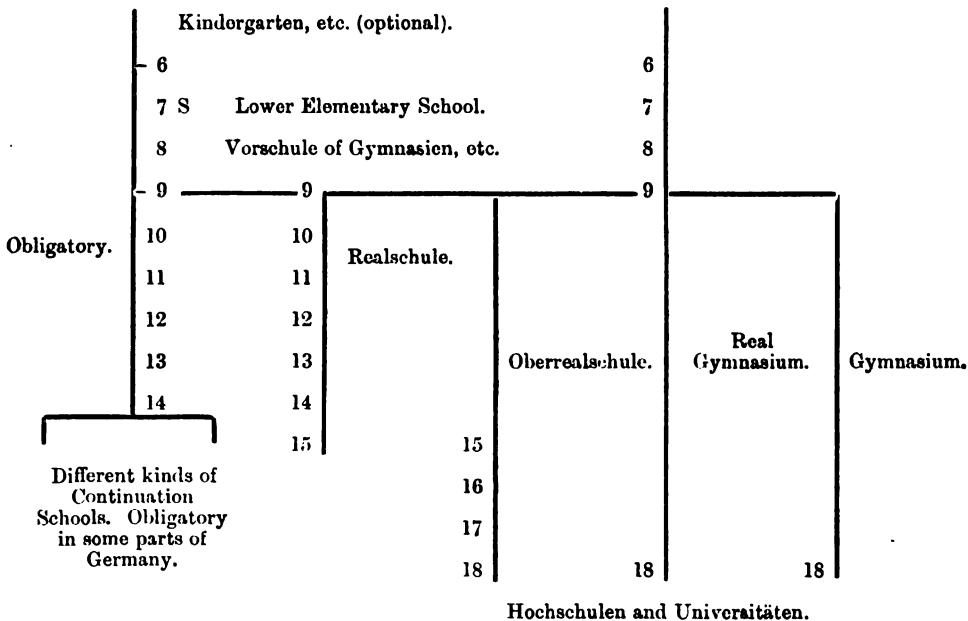 Kindorgarten, etc. (optional).
6 6
7 S Lower Elementary School. 7
8 Vorschule of Gymnasien, etc. 8
9 9 9
Obligatory.
10 10
Realschule.
11 11
12 12
13 13
Oberrealschule.
Real
Gymnasium.
Gymnasium.
14 14
15 15
16
17
18 18 18
Different kinds of
Continuation
Schools. Obligatory
in some parts of
Germany.
Hochschulen and Universitäten.